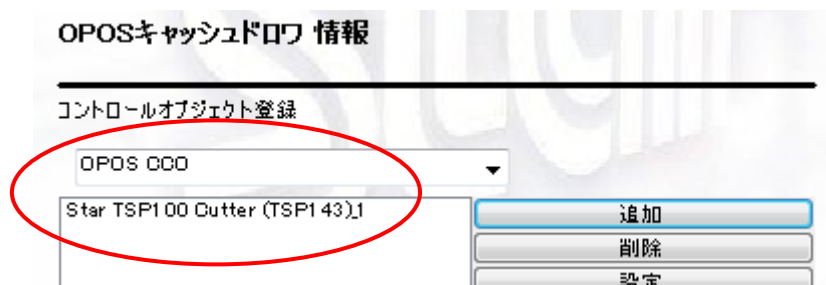 OPOSキャッシュドロワ 情報
コントロールオブジェクト登録
OPOS CCO
Star TSP100 Cutter (TSP143)_1
追加
削除
設定